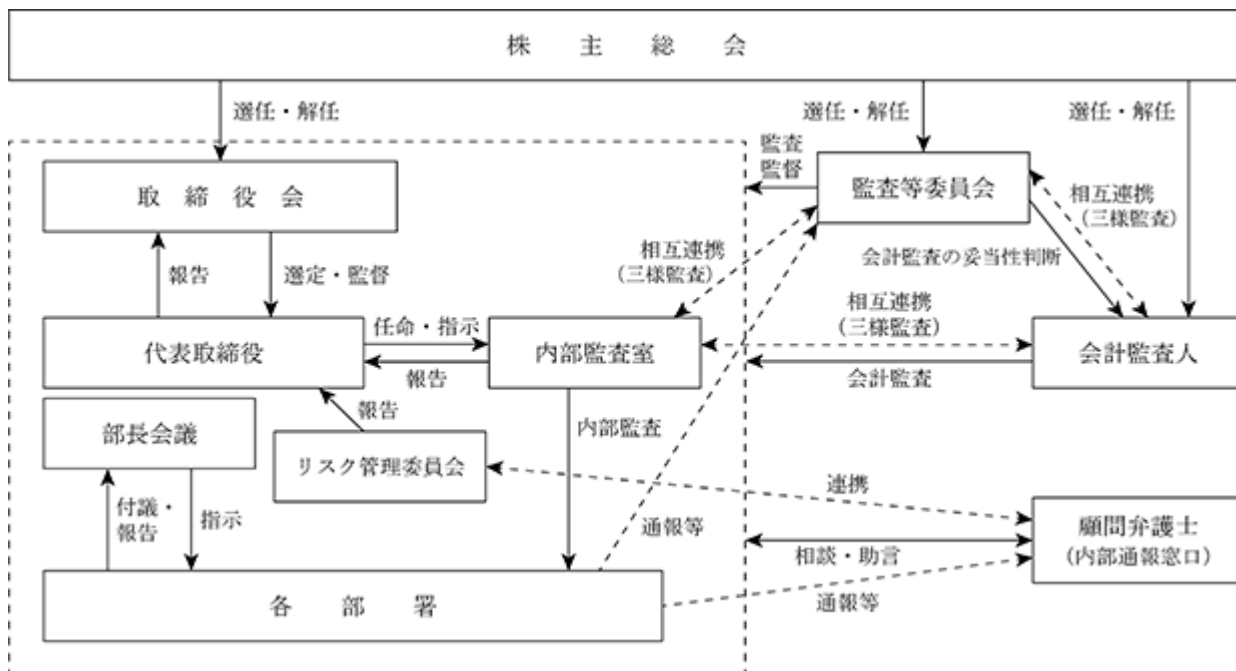 株主総会
選任・解任
選任・解任
選任・解任
監査
監督
取締役会
監査等委員会
相互連携
（三様監査）
報告
選定・監督
相互連携
（三様監査）
会計監査の妥当性判断
相互連携
（三様監査）
代表取締役
任命・指示
報告
内部監査室
会計監査人
会計監査
報告
内部監査
部長会議
リスク管理委員会
連携
付議・
報告
指示
通報等
顧問弁護士
（内部通報窓口）
相談・助言
各部署
通報等